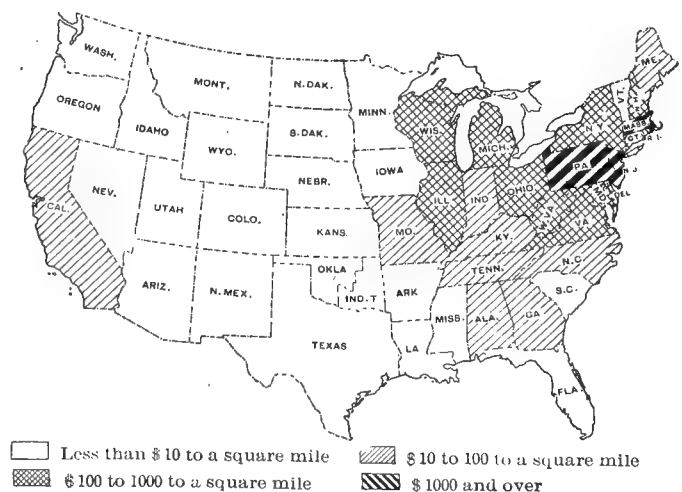 WASH.
MONT.
N. DAK.
MINN.
ME.
VT.
N.H.
OREGON
IDAHO
S. DAK.
WIS.
MICH.
N.Y.
MASS.
CT.
R.I.
WYO.
IOWA
PA.
N.J.
NEBR.
NEV.
UTAH
COLO.
ILL
IND
OHIO
DEL
W.VA
VA.
CAL.
KANS.
MO.
KY.
OKLA
TENN.
N.C.
ARIZ.
N. MEX.
IND. T
ARK
S.C.
MISS.
ALA.
GA
TEXAS
LA
FLA.
Less than $10 to a square mile
$10 to 100 to a square mile
$100 to 1000 to a square mile
$1000 and over